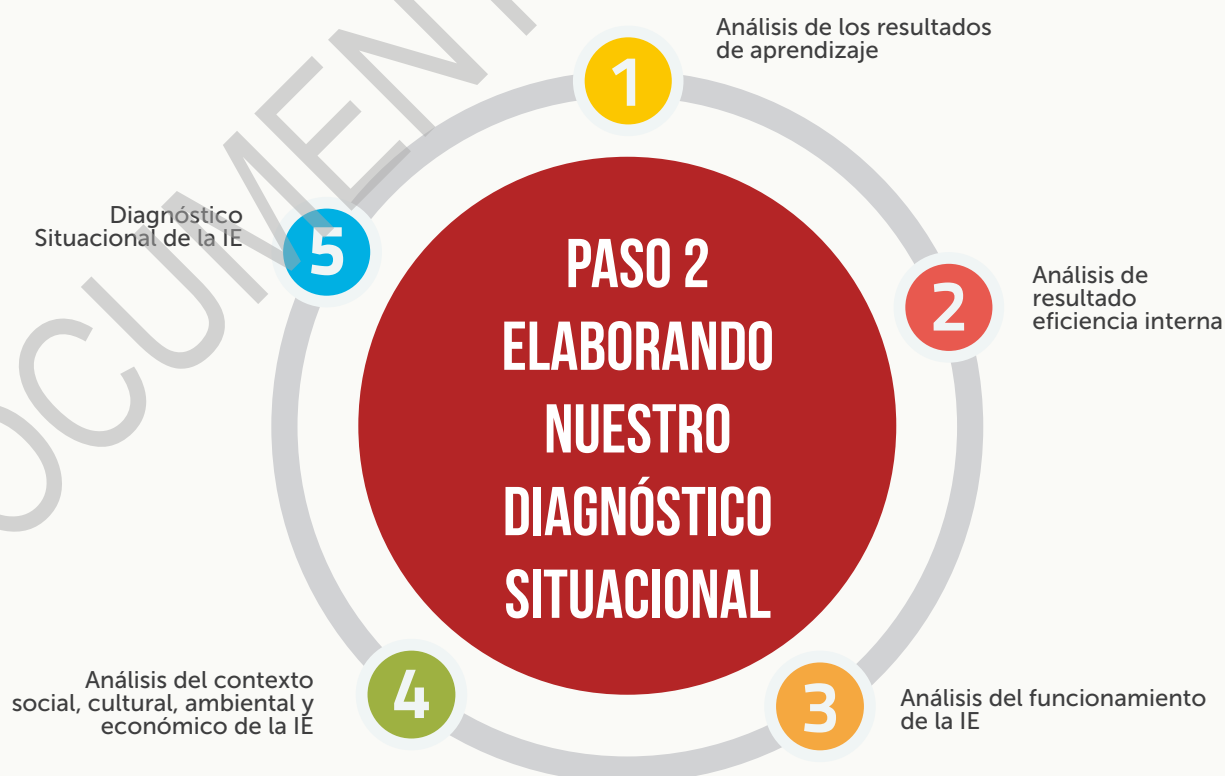 1
Análisis de los resultados
de aprendizaje
2
Análisis de
resultado
eficiencia interna
3
Análisis del funcionamiento
de la IE
4
Análisis del contexto
social, cultural, ambiental y
económico de la IE
5
Diagnóstico
Situacional de la IE
PASO 2
ELABORANDO
NUESTRO
DIAGNÓSTICO
SITUACIONAL
OCUMENT